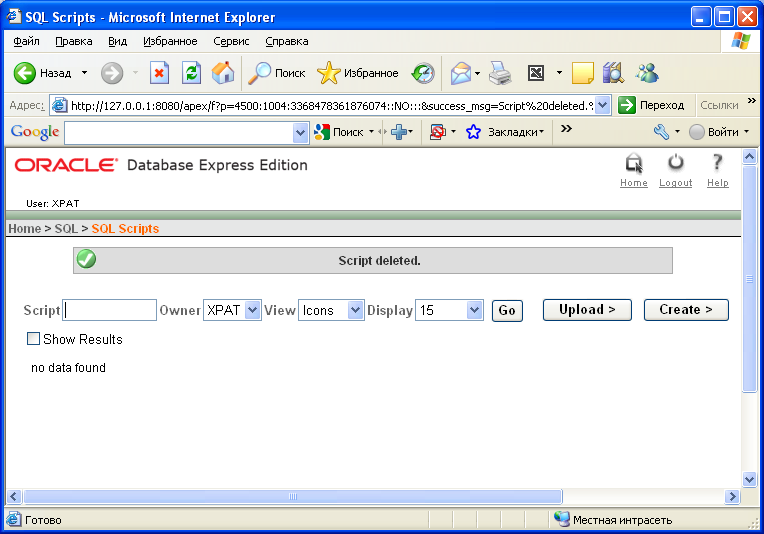 SQL Scripts - Microsoft Internet Explorer
Файл Правка Вид Избранное Сервис Справка
Назад Поиск Избранное
Адрес: http://127.0.0.1:8080/apex/f?p=4500:1004:3368478361876074::NO:::&success_msg=Script%20deleted.% Переход Ссылки »
Google Поиск Закладки »  Войти
ORACLE Database Express Edition
Home Logout Help
User: XPAT
Home > SQL > SQL Scripts
Script deleted.
Script Owner XPAT View Icons Display 15 Go Upload > Create >
Show Results
no data found
Готово Местная интрасеть